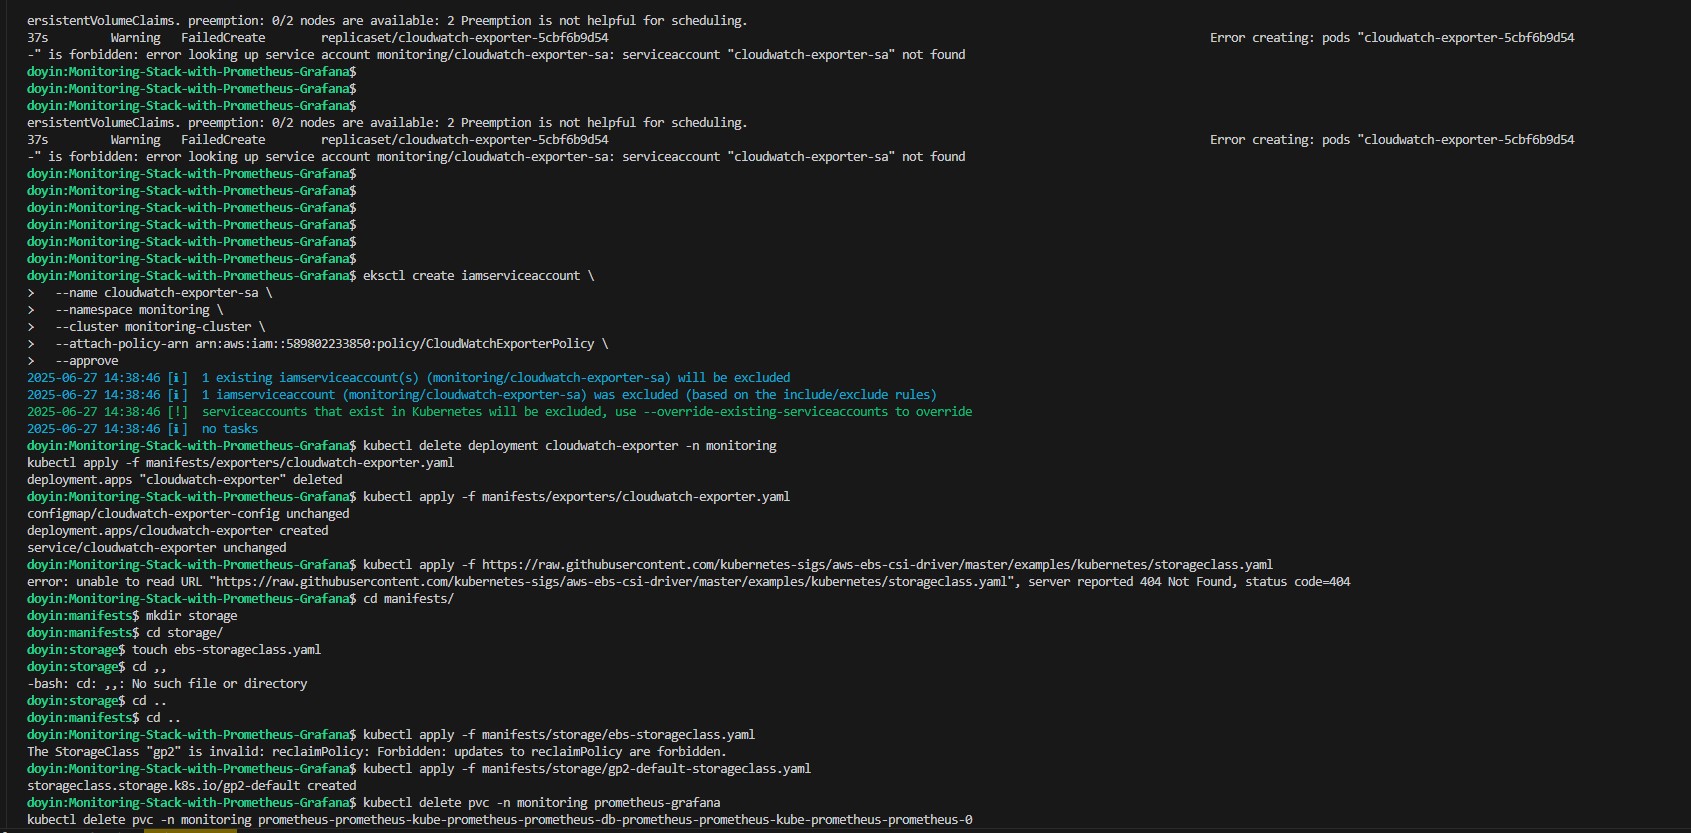 ersistentVolumeClaims. preemption: 0/2 nodes are available: 2 Preemption is not helpful for scheduling.
37s         Warning   FailedCreate        replicaset/cloudwatch-exporter-5cbf6b9d54                                                                                      Error creating: pods "cloudwatch-exporter-5cbf6b9d54
-" is forbidden: error looking up service account monitoring/cloudwatch-exporter-sa: serviceaccount "cloudwatch-exporter-sa" not found
doyin:Monitoring-Stack-with-Prometheus-Grafana$
doyin:Monitoring-Stack-with-Prometheus-Grafana$
doyin:Monitoring-Stack-with-Prometheus-Grafana$
ersistentVolumeClaims. preemption: 0/2 nodes are available: 2 Preemption is not helpful for scheduling.
37s         Warning   FailedCreate        replicaset/cloudwatch-exporter-5cbf6b9d54                                                                                      Error creating: pods "cloudwatch-exporter-5cbf6b9d54
-" is forbidden: error looking up service account monitoring/cloudwatch-exporter-sa: serviceaccount "cloudwatch-exporter-sa" not found
doyin:Monitoring-Stack-with-Prometheus-Grafana$
doyin:Monitoring-Stack-with-Prometheus-Grafana$
doyin:Monitoring-Stack-with-Prometheus-Grafana$
doyin:Monitoring-Stack-with-Prometheus-Grafana$
doyin:Monitoring-Stack-with-Prometheus-Grafana$
doyin:Monitoring-Stack-with-Prometheus-Grafana$
doyin:Monitoring-Stack-with-Prometheus-Grafana$ eksctl create iamserviceaccount \
>   --name cloudwatch-exporter-sa \
>   --namespace monitoring \
>   --cluster monitoring-cluster \
>   --attach-policy-arn arn:aws:iam::589802233850:policy/CloudWatchExporterPolicy \
>   --approve
2025-06-27 14:38:46 [ℹ]  1 existing iamserviceaccount(s) (monitoring/cloudwatch-exporter-sa) will be excluded
2025-06-27 14:38:46 [ℹ]  1 iamserviceaccount (monitoring/cloudwatch-exporter-sa) was excluded (based on the include/exclude rules)
2025-06-27 14:38:46 [!]  serviceaccounts that exist in Kubernetes will be excluded, use --override-existing-serviceaccounts to override
2025-06-27 14:38:46 [ℹ]  no tasks
doyin:Monitoring-Stack-with-Prometheus-Grafana$ kubectl delete deployment cloudwatch-exporter -n monitoring
kubectl apply -f manifests/exporters/cloudwatch-exporter.yaml
deployment.apps "cloudwatch-exporter" deleted
doyin:Monitoring-Stack-with-Prometheus-Grafana$ kubectl apply -f manifests/exporters/cloudwatch-exporter.yaml
configmap/cloudwatch-exporter-config unchanged
deployment.apps/cloudwatch-exporter created
service/cloudwatch-exporter unchanged
doyin:Monitoring-Stack-with-Prometheus-Grafana$ kubectl apply -f https://raw.githubusercontent.com/kubernetes-sigs/aws-ebs-csi-driver/master/examples/kubernetes/storageclass.yaml
error: unable to read URL "https://raw.githubusercontent.com/kubernetes-sigs/aws-ebs-csi-driver/master/examples/kubernetes/storageclass.yaml", server reported 404 Not Found, status code=404
doyin:Monitoring-Stack-with-Prometheus-Grafana$ cd manifests/
doyin:manifests$ mkdir storage
doyin:manifests$ cd storage/
doyin:storage$ touch ebs-storageclass.yaml
doyin:storage$ cd ,,
-bash: cd: ,,: No such file or directory
doyin:storage$ cd ..
doyin:manifests$ cd ..
doyin:Monitoring-Stack-with-Prometheus-Grafana$ kubectl apply -f manifests/storage/ebs-storageclass.yaml
The StorageClass "gp2" is invalid: reclaimPolicy: Forbidden: updates to reclaimPolicy are forbidden.
doyin:Monitoring-Stack-with-Prometheus-Grafana$ kubectl apply -f manifests/storage/gp2-default-storageclass.yaml
storageclass.storage.k8s.io/gp2-default created
doyin:Monitoring-Stack-with-Prometheus-Grafana$ kubectl delete pvc -n monitoring prometheus-grafana
kubectl delete pvc -n monitoring prometheus-prometheus-kube-prometheus-prometheus-db-prometheus-prometheus-kube-prometheus-prometheus-0